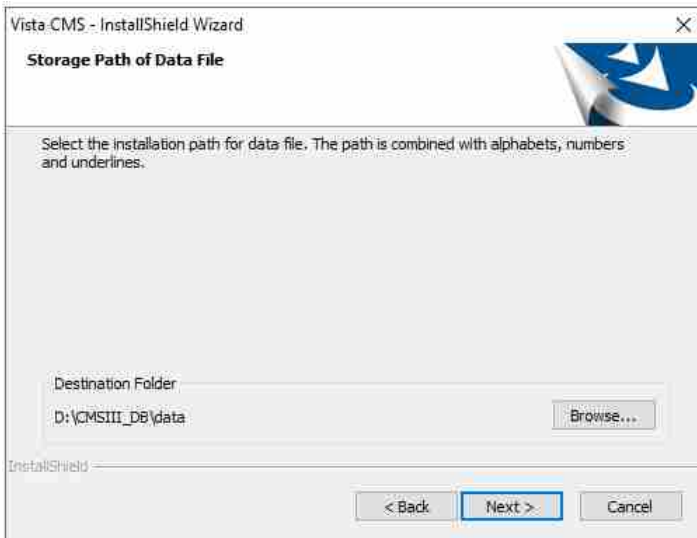 Vista CMS - InstallShield Wizard
Storage Path of Data File
Select the installation path for data file. The path is combined with alphabets, numbers
and underlines.
Destination Folder
D:\CMSIII_DB\data
Browse...
InstallShield
< Back
Next >
Cancel